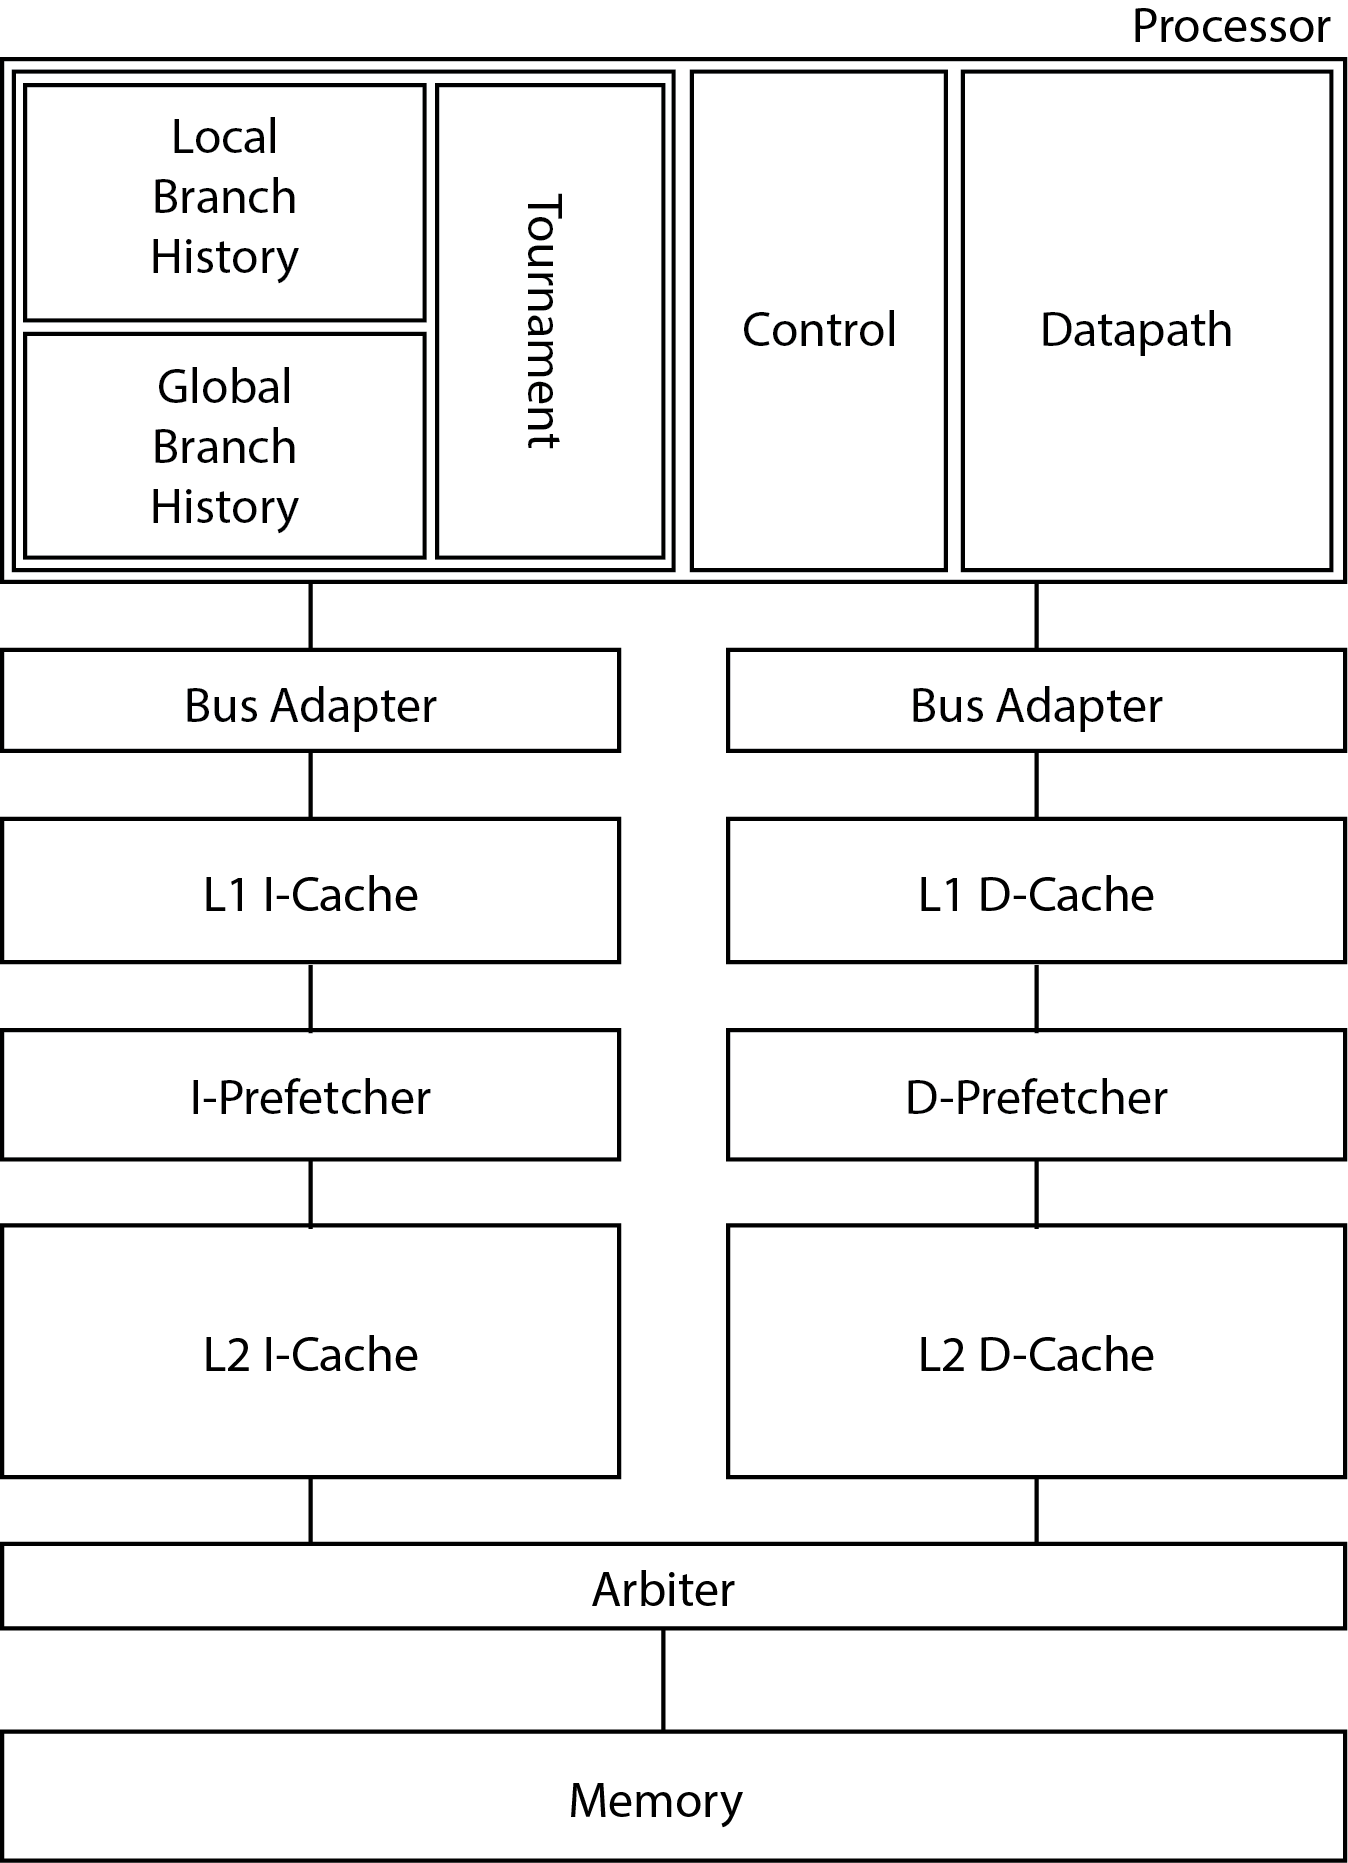 Processor
Local
Branch
History
Global
Branch
History
Tournament
Control
Datapath
Bus Adapter
Bus Adapter
L1 I-Cache
L1 D-Cache
I-Prefetcher
D-Prefetcher
L2 I-Cache
L2 D-Cache
Arbiter
Memory